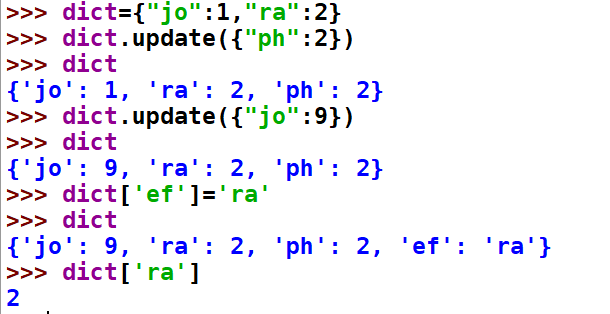 >>> dict={"jo":1,"ra":2}
>>> dict.update({"ph":2})
>>> dict
{'jo': 1, 'ra': 2, 'ph': 2}
>>> dict.update({"jo":9})
>>> dict
{'jo': 9, 'ra': 2, 'ph': 2}
>>> dict['ef']='ra'
>>> dict
{'jo': 9, 'ra': 2, 'ph': 2, 'ef': 'ra'}
>>> dict['ra']
2